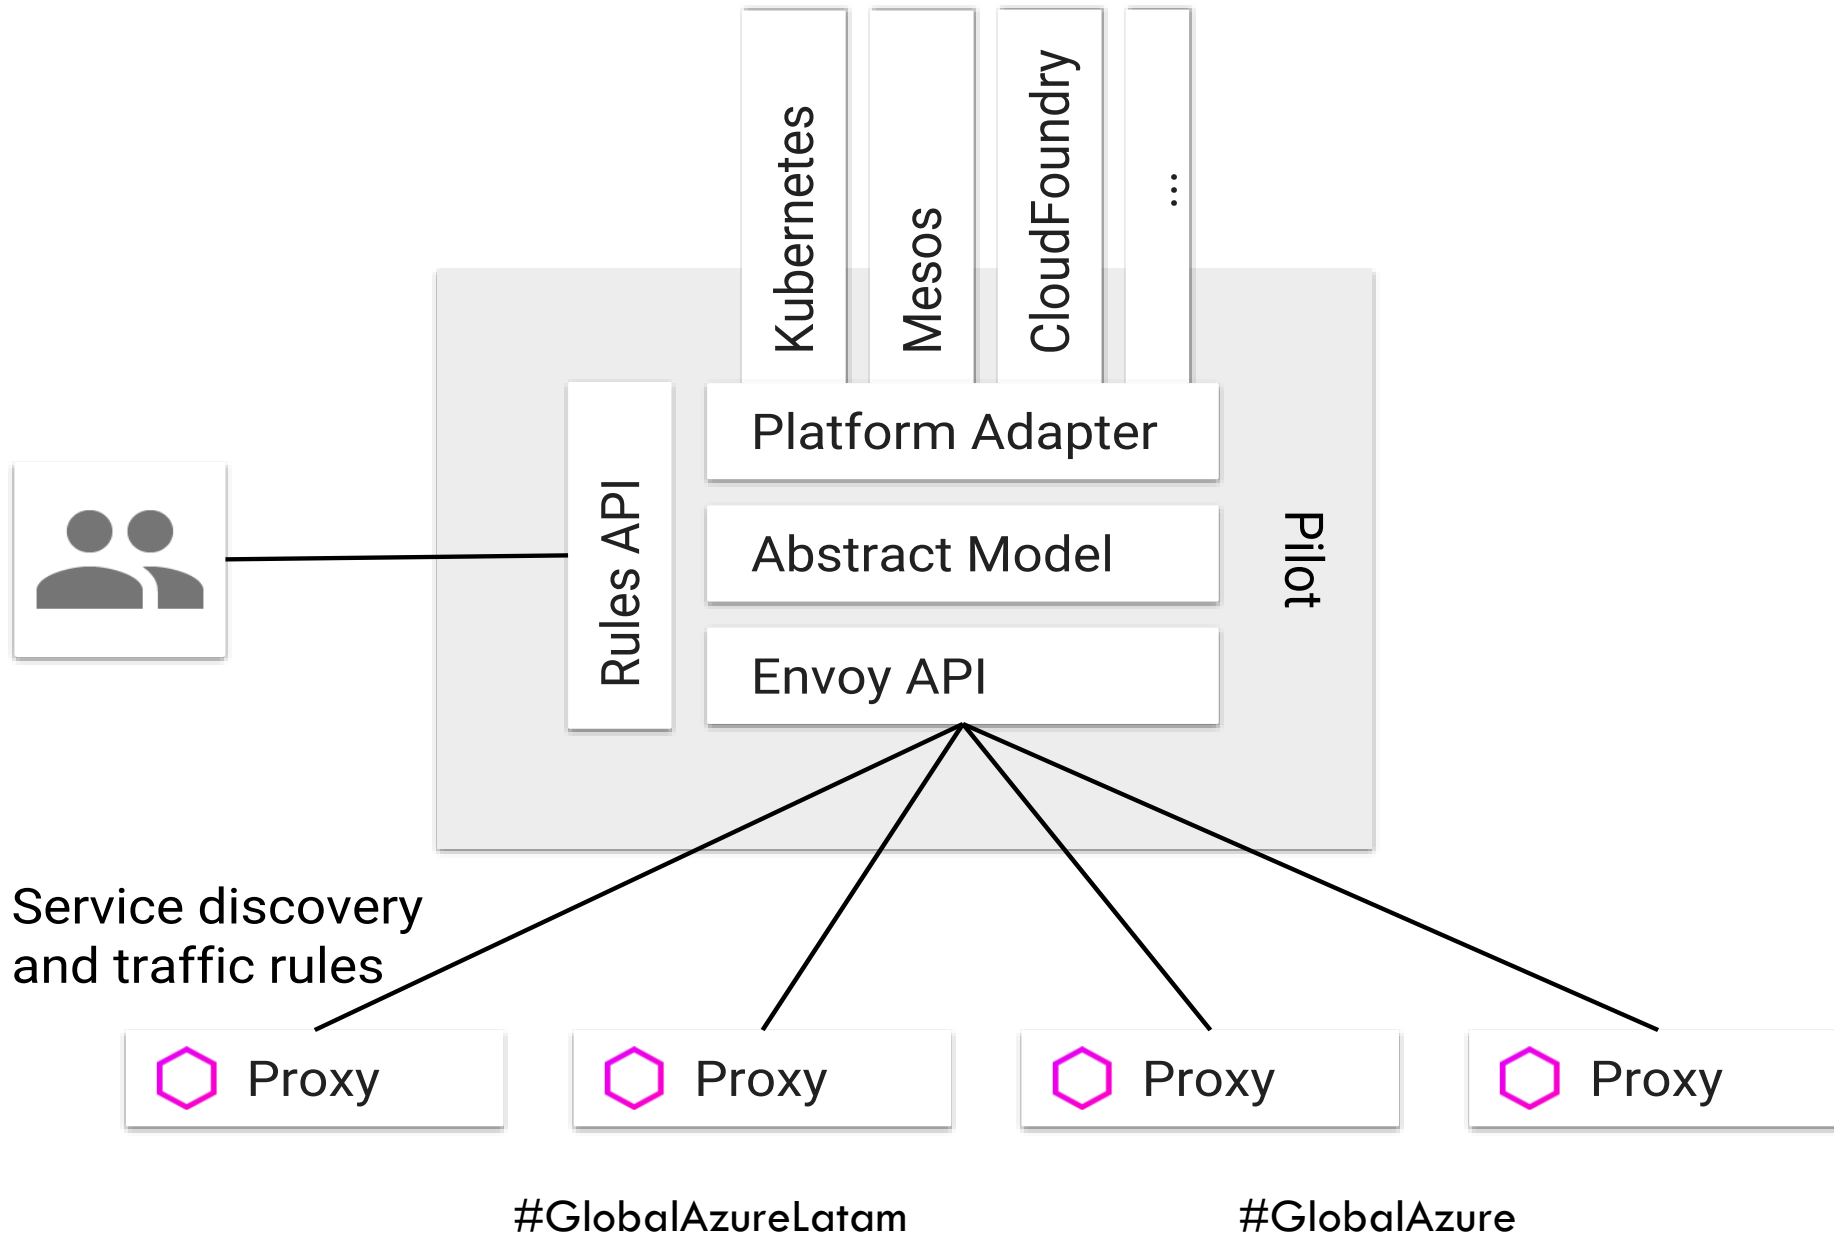 Kubernetes
Mesos
CloudFoundry
...
Platform Adapter
Rules API
Abstract Model
Pilot
Envoy API
Service discovery
and traffic rules
Proxy
Proxy
Proxy
Proxy
#GlobalAzureLatam
#GlobalAzure